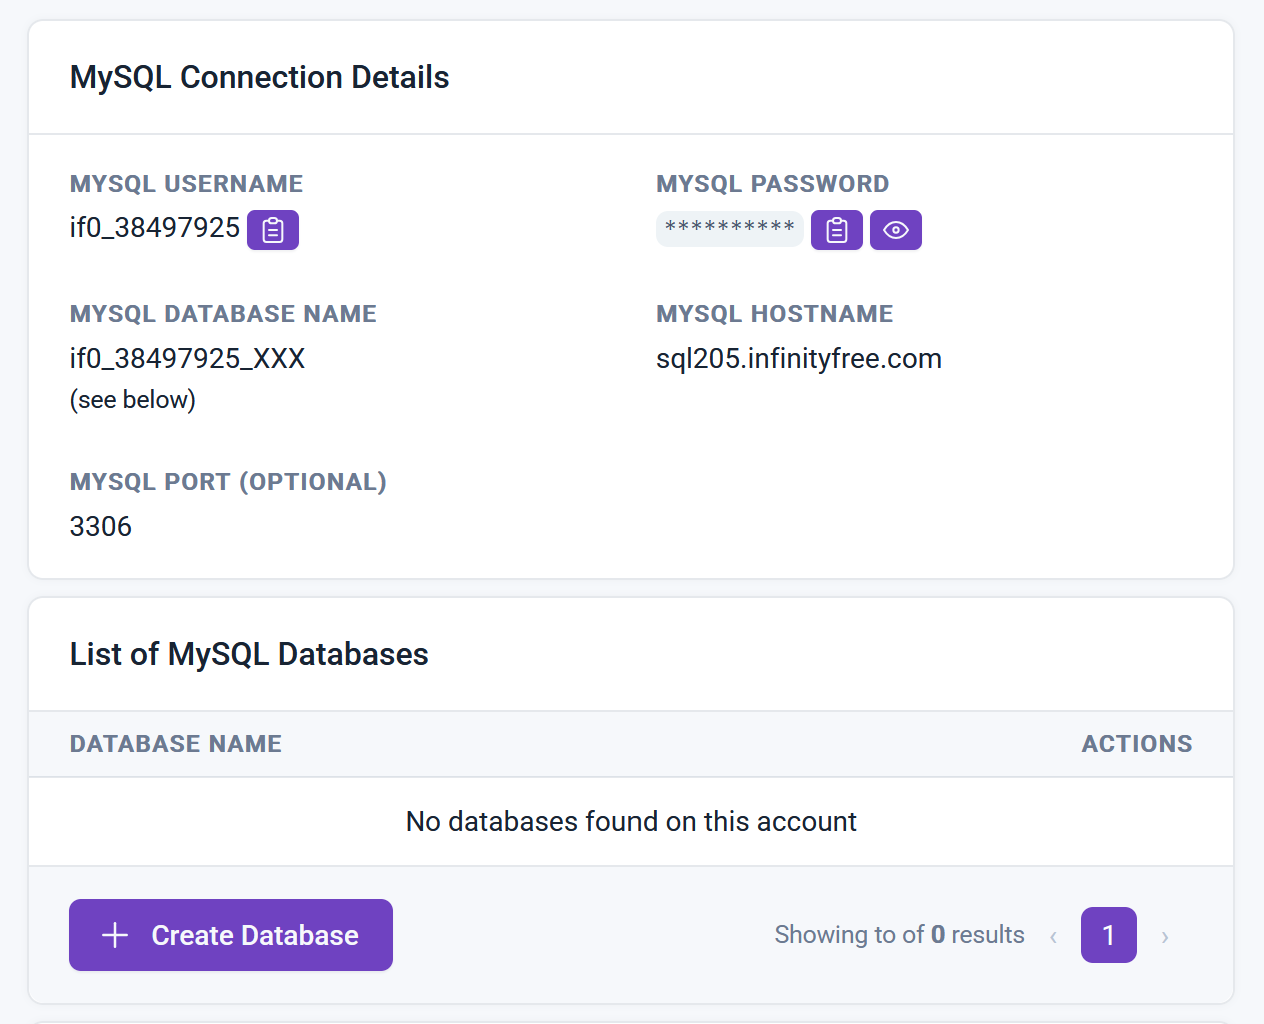 MySQL Connection Details
MYSQL USERNAME
if0_38497925
MYSQL PASSWORD
**********
MYSQL DATABASE NAME
if0_38497925_XXX
(see below)
MYSQL HOSTNAME
sql205.infinityfree.com
MYSQL PORT (OPTIONAL)
3306
List of MySQL Databases
DATABASE NAME ACTIONS
No databases found on this account
Create Database
Showing to of 0 results ‹ 1 ›